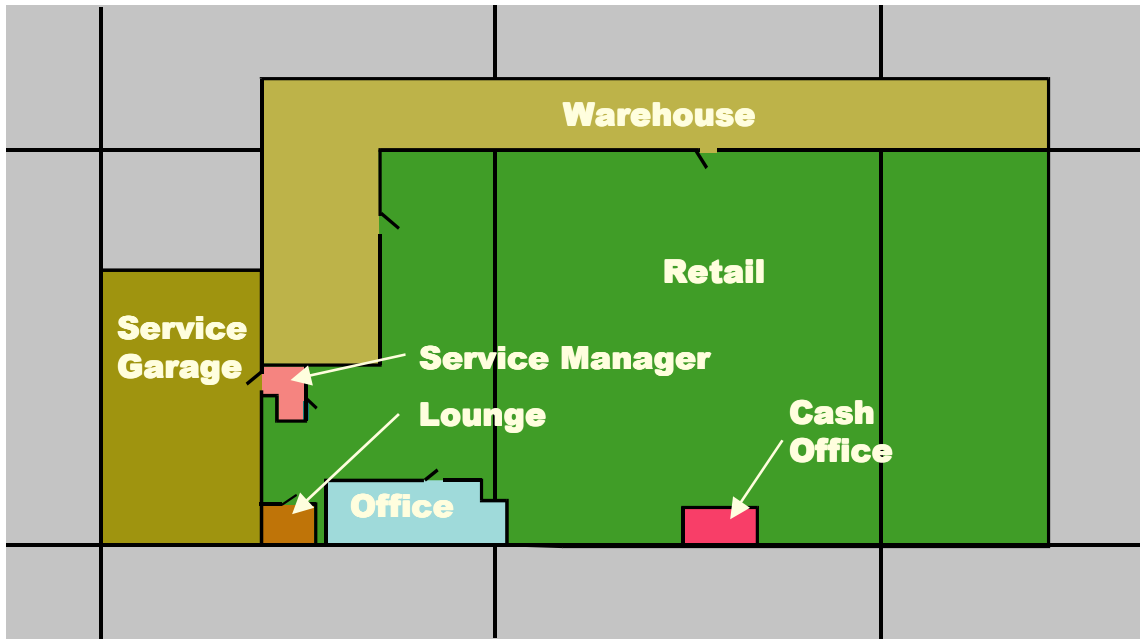 Warehouse
Retail
Service
Garage
Service Manager
Lounge
Cash
Office
Office